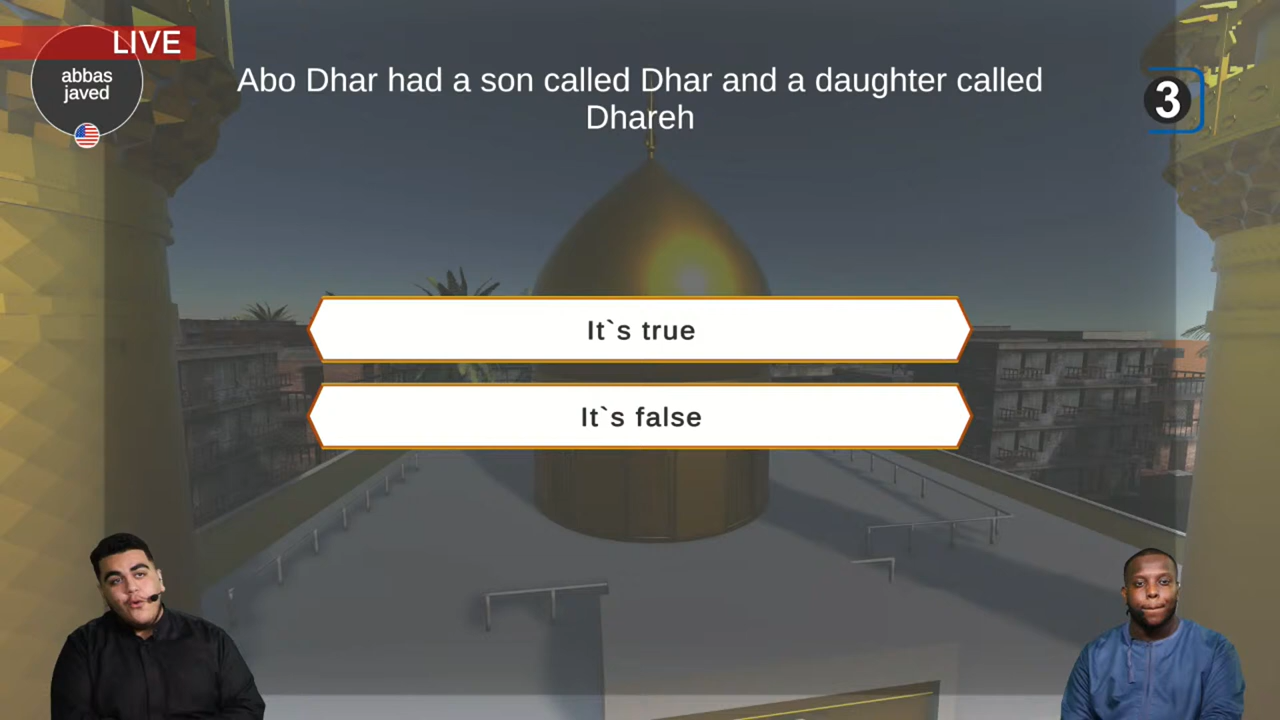 LIVE
abbas
javed
Abo Dhar had a son called Dhar and a daughter called
Dhareh
3
It`s true
It`s false